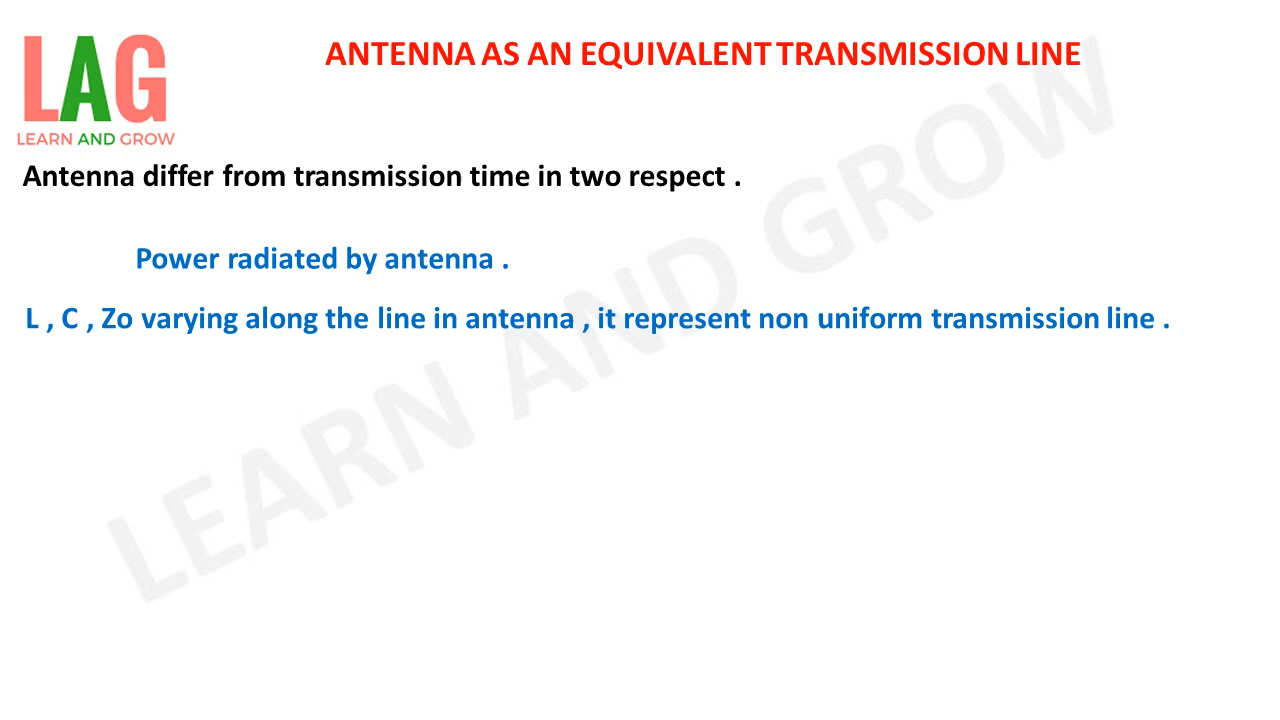 LAG
LEARN AND GROW
ANTENNA AS AN EQUIVALENT TRANSMISSION LINE
Antenna differ from transmission time in two respect .
Power radiated by antenna .
L , C , Zo varying along the line in antenna , it represent non uniform transmission line .
LEARN AND GROW